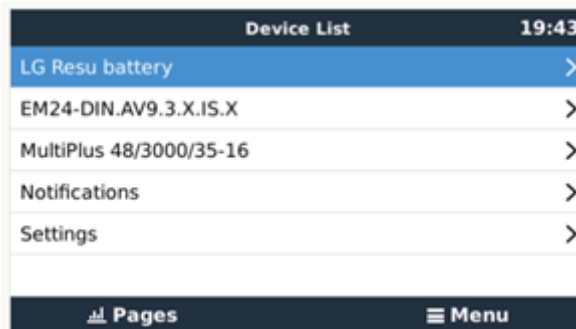 Device List 19:43
LG Resu battery
EM24-DIN.AV9.3.X.IS.X
MultiPlus 48/3000/35-16
Notifications
Settings
Pages Menu